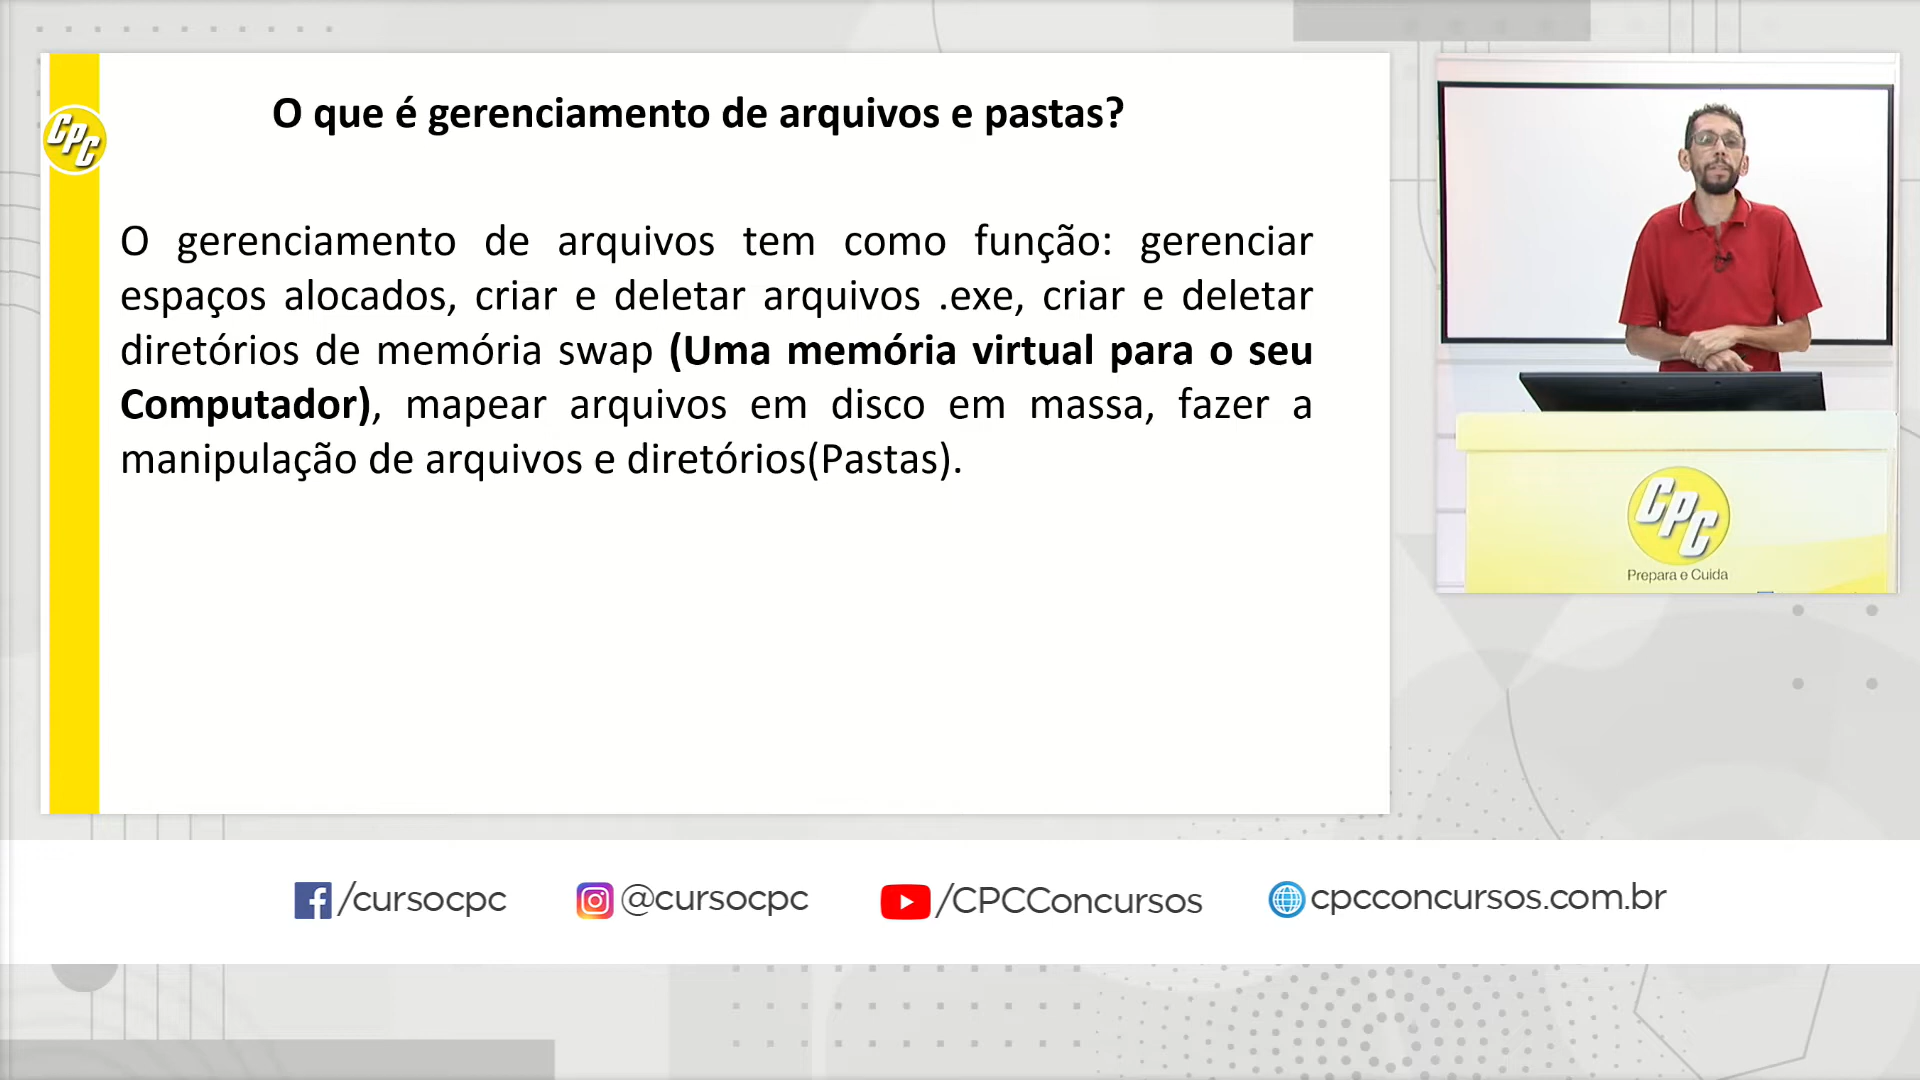 CPC
O que é gerenciamento de arquivos e pastas?
O gerenciamento de arquivos tem como função: gerenciar
espaços alocados, criar e deletar arquivos .exe, criar e deletar
diretórios de memória swap (Uma memória virtual para o seu
Computador), mapear arquivos em disco em massa, fazer a
manipulação de arquivos e diretórios(Pastas).
CPC
Prepara e Cuida
/cursocpc
@cursocpc
/CPCConcursos
cpcconcursos.com.br